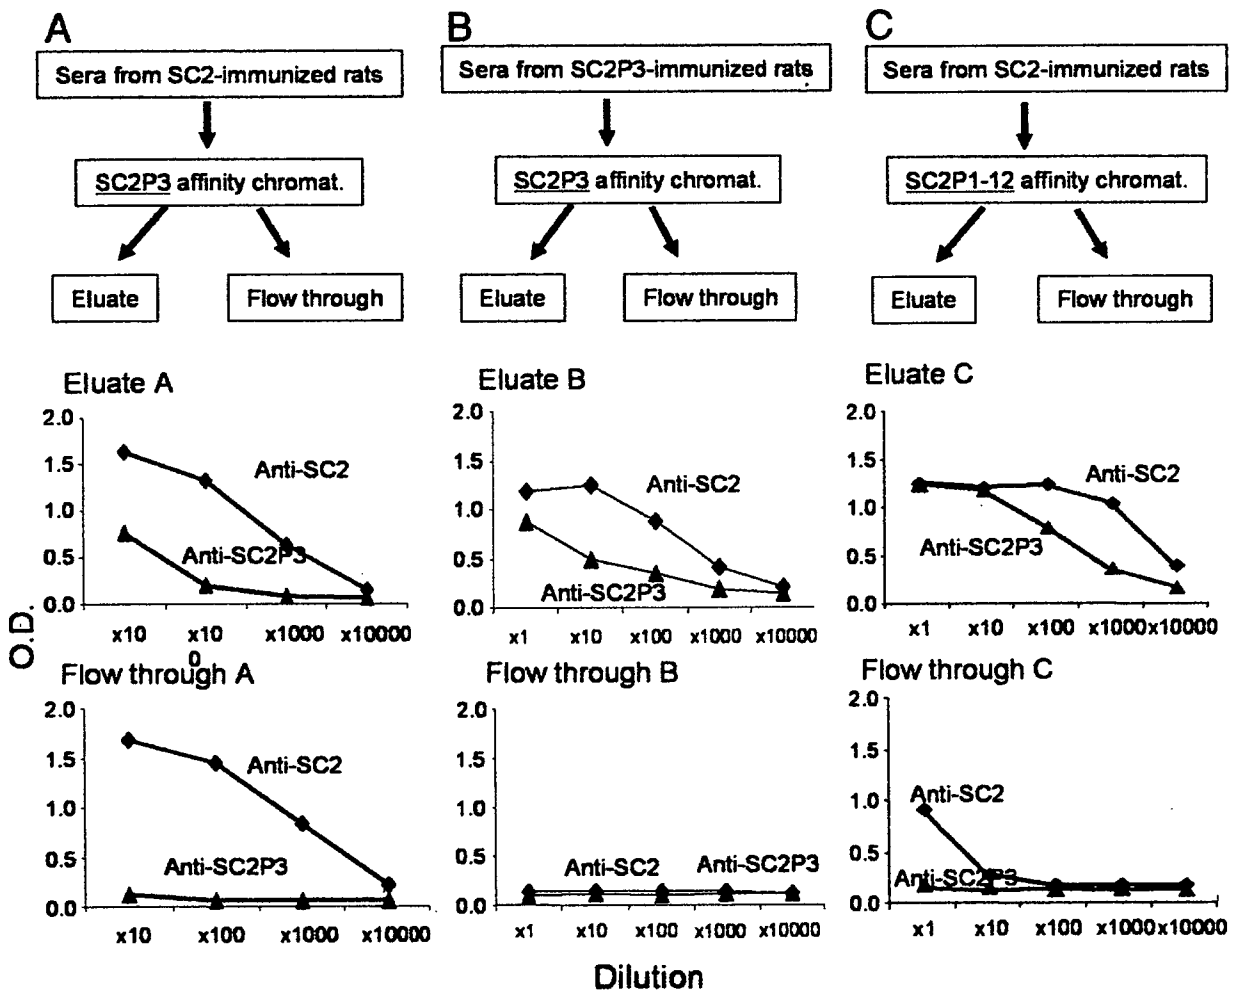 A
B
C
Sera from SC2-immunized rats
Sera from SC2P3-immunized rats
Sera from SC2-immunized rats
SC2P3 affinity chromat.
SC2P3 affinity chromat.
SC2P1-12 affinity chromat.
Eluate
Flow through
Eluate
Flow through
Eluate
Flow through
Eluate A
2.0
1.5
1.0
0.5
0.0
Anti-SC2
Anti-SC2P3
x10
x10
0
x1000
x10000
Eluate B
2.0
1.5
1.0
0.5
0.0
Anti-SC2
Anti-SC2P3
x1
x10
x100
x1000
x10000
Eluate C
2.0
1.5
1.0
0.5
0.0
Anti-SC2
Anti-SC2P3
x1
x10
x100
x1000
x10000
O.D.
Flow through A
2.0
1.5
1.0
0.5
0.0
Anti-SC2
Anti-SC2P3
x10
x100
x1000
x10000
Flow through B
2.0
1.5
1.0
0.5
0.0
Anti-SC2
Anti-SC2P3
x1
x10
x100
x1000
x10000
Flow through C
2.0
1.5
1.0
0.5
0.0
Anti-SC2
Anti-SC2P3
x1
x10
x100
x1000
x10000
Dilution